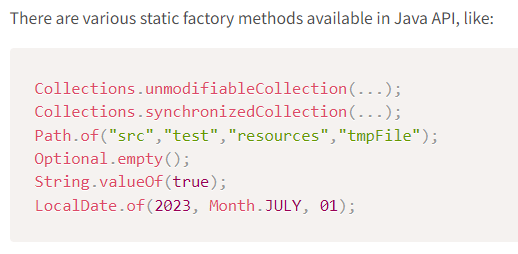 There are various static factory methods available in Java API, like:
Collections.unmodifiableCollection(...);
Collections.synchronizedCollection(...);
Path.of("src","test","resources","tmpFile");
Optional.empty();
String.valueOf(true);
LocalDate.of(2023, Month.JULY, 01);